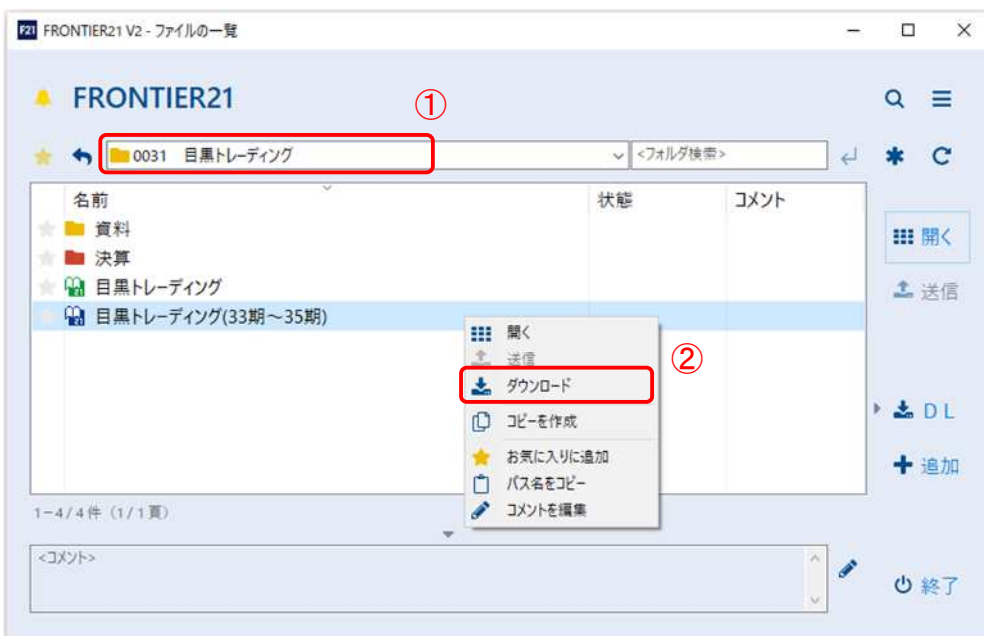 F21 FRONTIER21 V2 - ファイルの一覧
FRONTIER21
①
0031 目黒トレーディング
<フォルダ検索>
名前 状態 コメント
資料
決算
目黒トレーディング
目黒トレーディング(33期~35期)
開く
送信
ダウンロード
コピーを作成
お気に入りに追加
パス名をコピー
コメントを編集
②
開く
送信
DL
追加
1-4/4件 (1/1頁)
<コメント>
終了